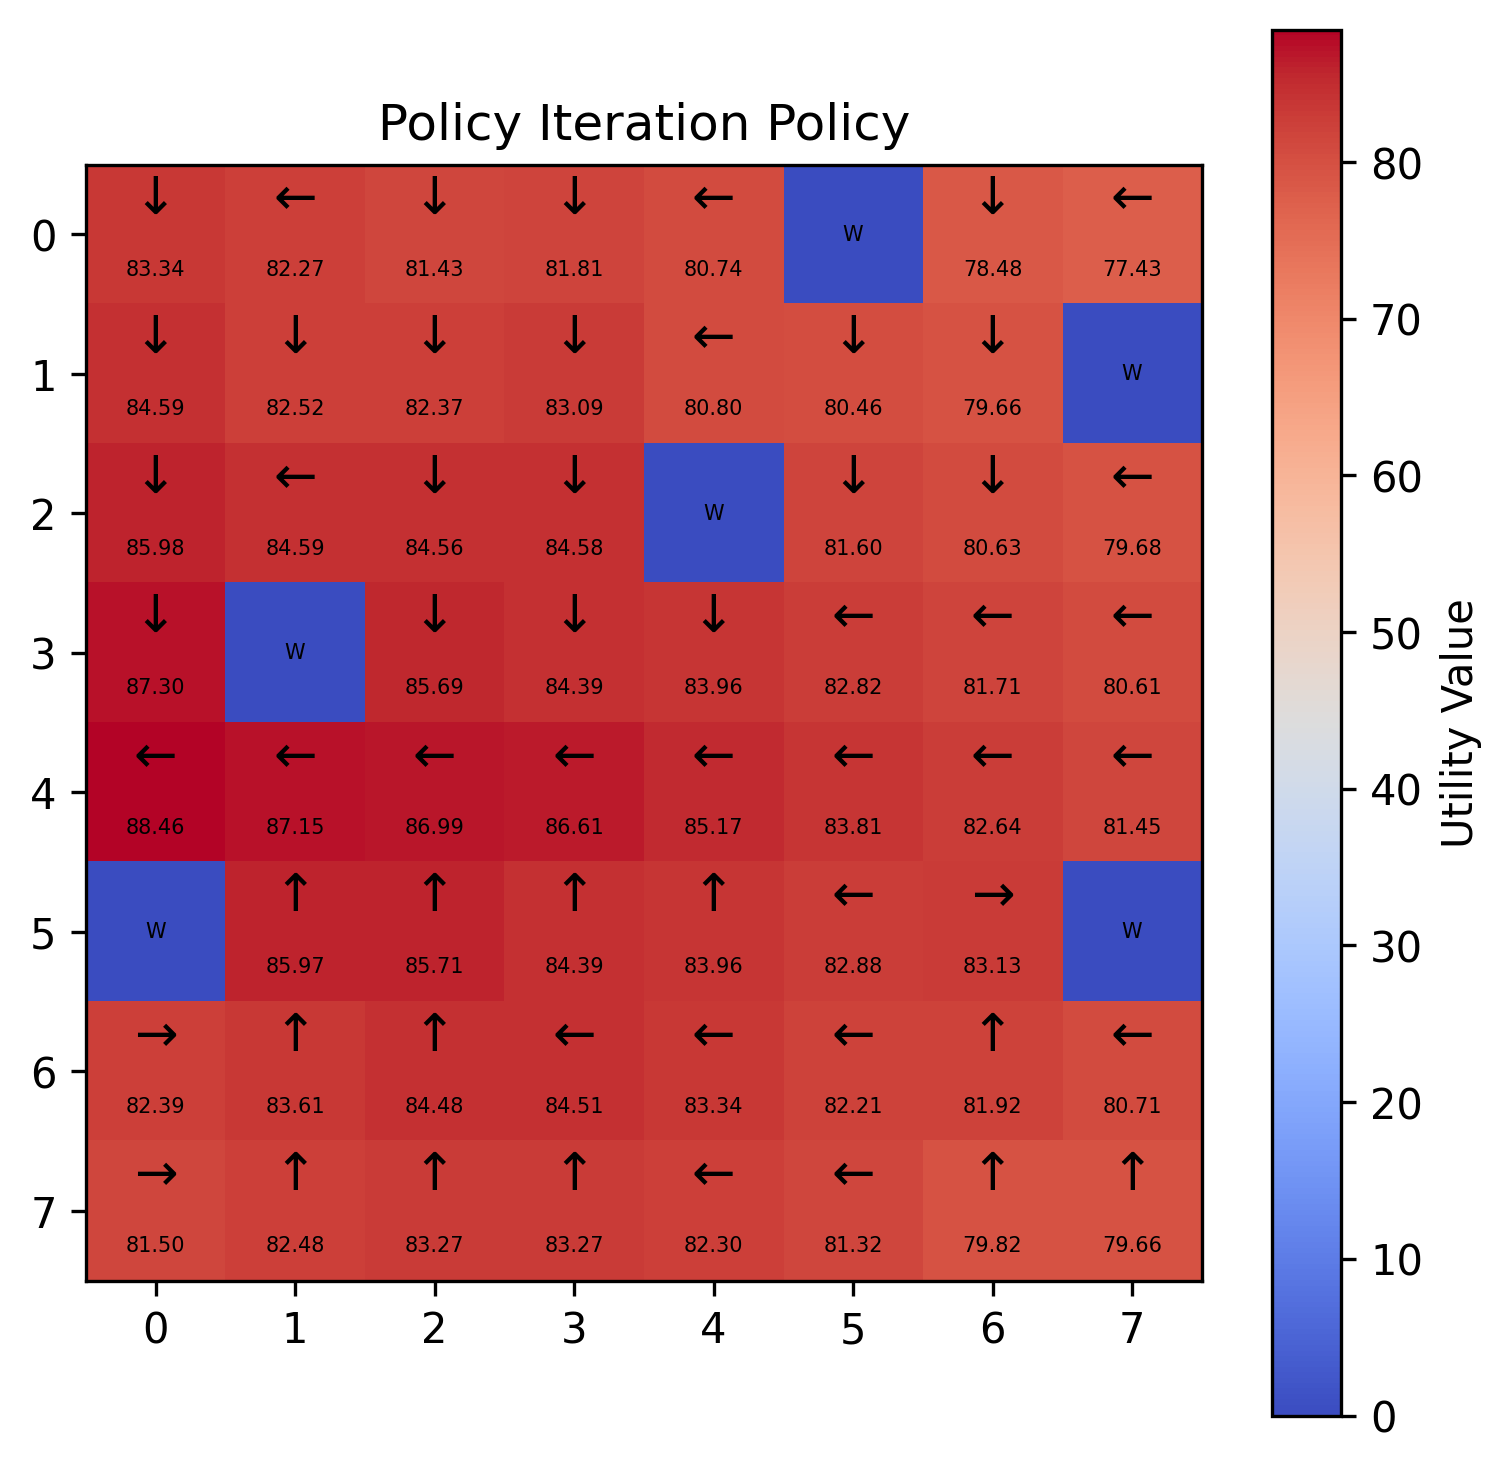 Policy Iteration Policy
0 ↓ ← ↓ ↓ ← W ↓ ←
83.34 82.27 81.43 81.81 80.74 78.48 77.43
1 ↓ ↓ ↓ ↓ ← ↓ ↓ W
84.59 82.52 82.37 83.09 80.80 80.46 79.66
2 ↓ ← ↓ ↓ W ↓ ↓ ←
85.98 84.59 84.56 84.58 81.60 80.63 79.68
3 ↓ W ↓ ↓ ↓ ← ← ←
87.30 85.69 84.39 83.96 82.82 81.71 80.61
4 ← ← ← ← ← ← ← ←
88.46 87.15 86.99 86.61 85.17 83.81 82.64 81.45
5 W ↑ ↑ ↑ ↑ ← → W
85.97 85.71 84.39 83.96 82.88 83.13
6 → ↑ ↑ ← ← ← ↑ ←
82.39 83.61 84.48 84.51 83.34 82.21 81.92 80.71
7 → ↑ ↑ ↑ ← ← ↑ ↑
81.50 82.48 83.27 83.27 82.30 81.32 79.82 79.66
0 1 2 3 4 5 6 7
80
70
60
50
40
30
20
10
0
Utility Value